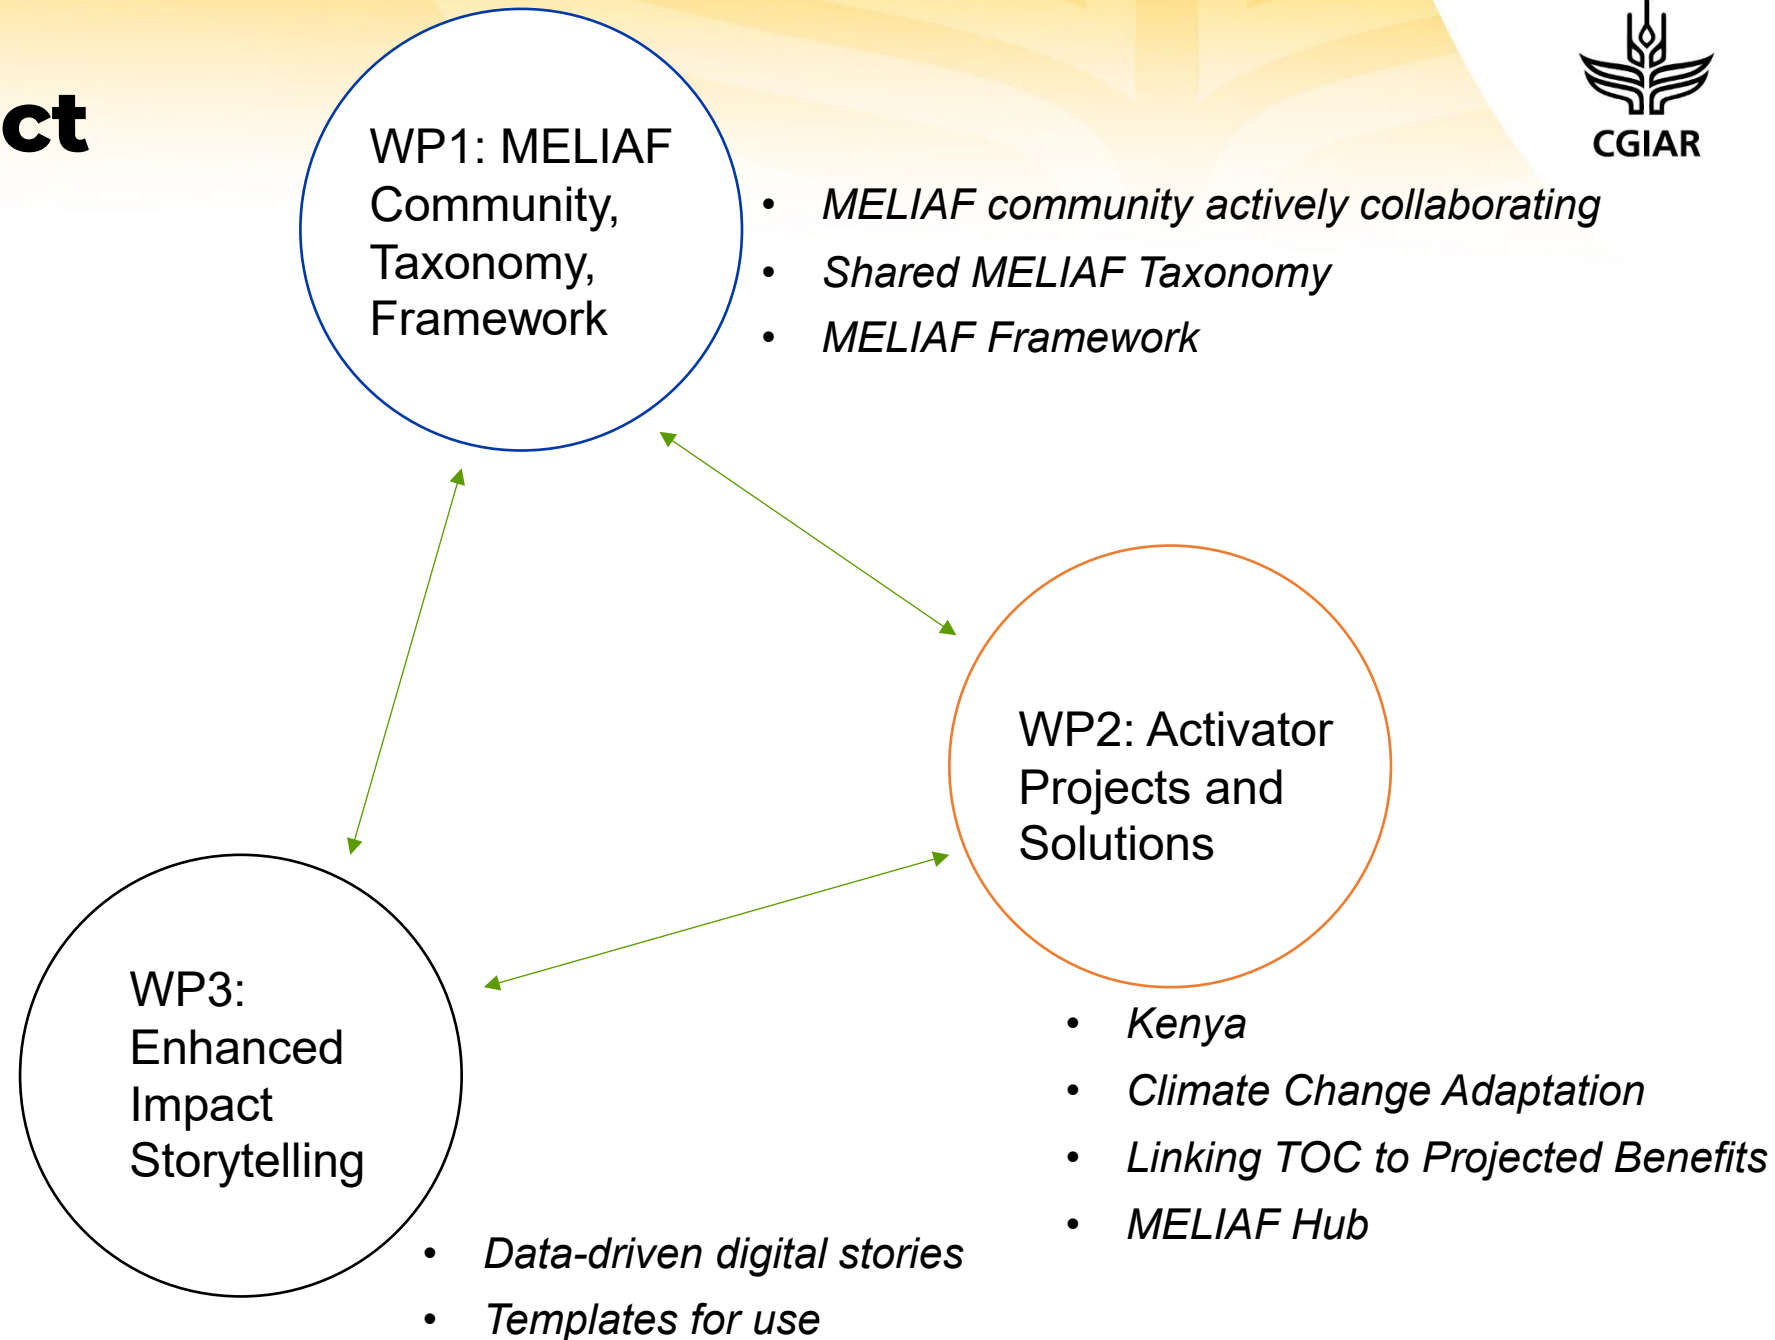 ct
CGIAR
WP1: MELIAF
Community,
Taxonomy,
Framework
• MELIAF community actively collaborating
• Shared MELIAF Taxonomy
• MELIAF Framework
WP2: Activator
Projects and
Solutions
• Kenya
• Climate Change Adaptation
• Linking TOC to Projected Benefits
• MELIAF Hub
WP3:
Enhanced
Impact
Storytelling
• Data-driven digital stories
• Templates for use